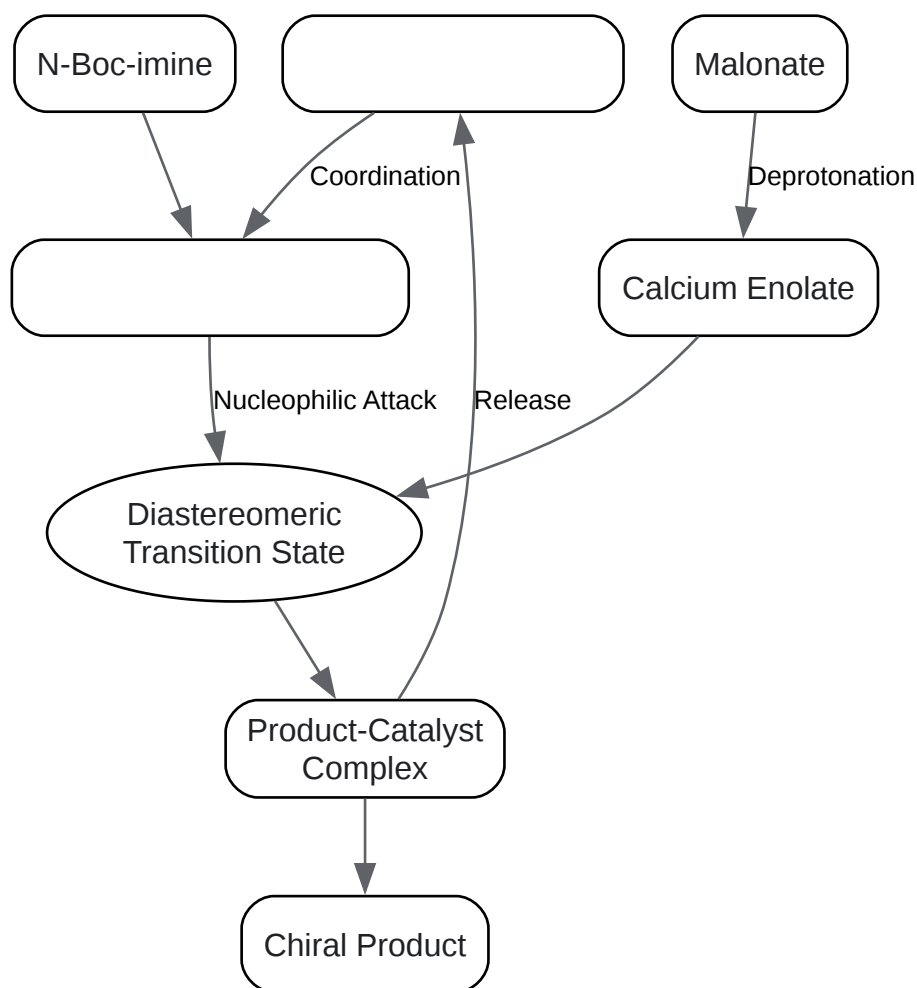 N-Boc-imine
Malonate
Coordination
Deprotonation
Calcium Enolate
Nucleophilic Attack
Release
Diastereomeric
Transition State
Product-Catalyst
Complex
Chiral Product